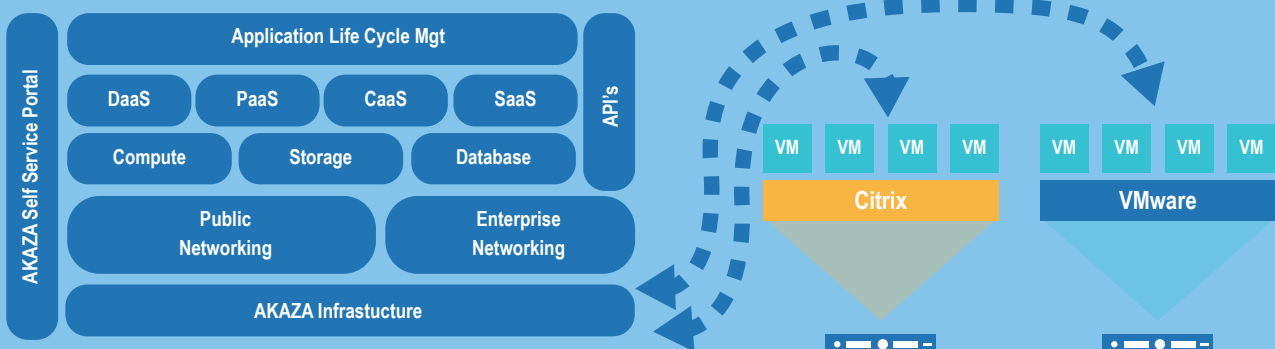 AKAZA Self Service Portal
Application Life Cycle Mgt
API's
DaaS
PaaS
CaaS
SaaS
Compute
Storage
Database
Public
Networking
Enterprise
Networking
AKAZA Infrastucture
VM
VM
VM
VM
Citrix
VM
VM
VM
VM
VMware